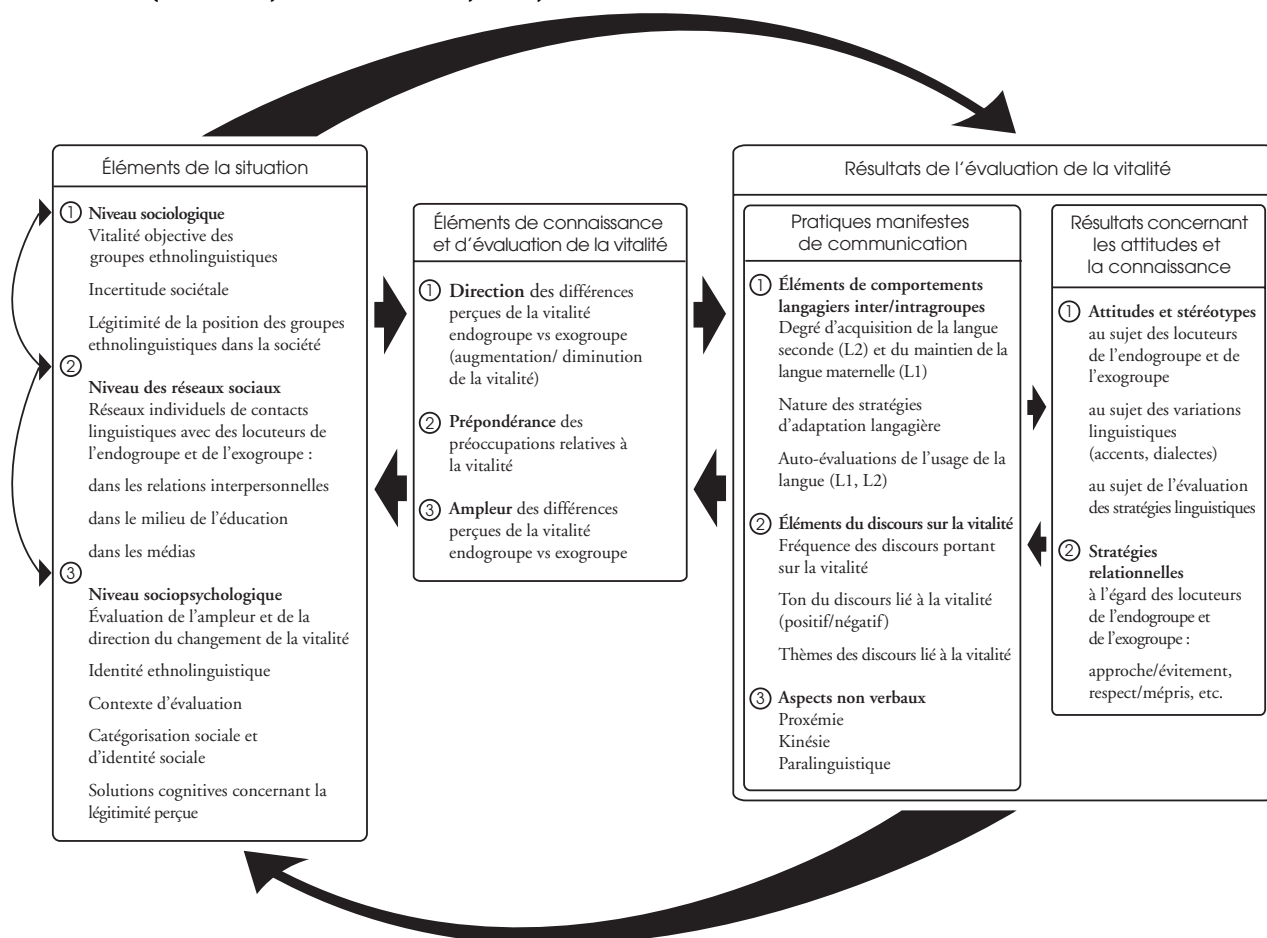 Éléments de la situation
① Niveau sociologique
Vitalité objective des
groupes ethnolinguistiques
Incertitude sociétale
Légitimité de la position des groupes
ethnolinguistiques dans la société
②
Niveau des réseaux sociaux
Réseaux individuels de contacts
linguistiques avec des locuteurs de
l'endogroupe et de l'exogroupe :
dans les relations interpersonnelles
dans le milieu de l'éducation
dans les médias
③
Niveau sociopsychologique
Évaluation de l'ampleur et de la
direction du changement de la vitalité
Identité ethnolinguistique
Contexte d'évaluation
Catégorisation sociale et
d'identité sociale
Solutions cognitives concernant la
légitimité perçue
Éléments de connaissance
et d'évaluation de la vitalité
① Direction des différences
perçues de la vitalité
endogroupe vs exogroupe
(augmentation/ diminution
de la vitalité)
② Prépondérance des
préoccupations relatives à
la vitalité
③ Ampleur des différences
perçues de la vitalité
endogroupe vs exogroupe
Résultats de l'évaluation de la vitalité
Pratiques manifestes
de communication
① Éléments de comportements
langagiers inter/intragroupes
Degré d'acquisition de la langue
seconde (L2) et du maintien de la
langue maternelle (L1)
Nature des stratégies
d'adaptation langagière
Auto-évaluations de l'usage de la
langue (L1, L2)
② Éléments du discours sur la vitalité
Fréquence des discours portant
sur la vitalité
Ton du discours lié à la vitalité
(positif/négatif)
Thèmes des discours lié à la vitalité
③ Aspects non verbaux
Proxémie
Kinésie
Paralinguistique
Résultats concernant
les attitudes et
la connaissance
① Attitudes et stéréotypes
au sujet des locuteurs
de l'endogroupe et de
l'exogroupe
au sujet des variations
linguistiques
(accents, dialectes)
au sujet de l'évaluation
des stratégies linguistiques
② Stratégies
relationnelles
à l'égard des locuteurs
de l'endogroupe et
de l'exogroupe :
approche/évitement,
respect/mépris, etc.